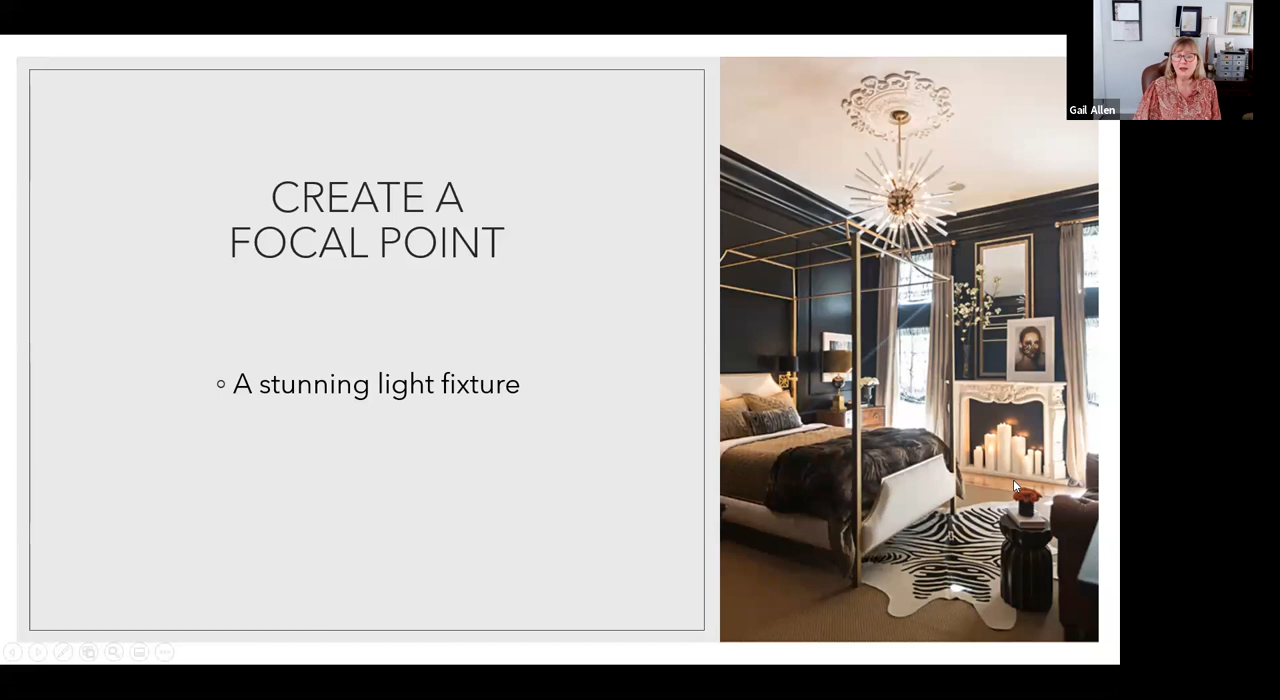 Gail Allen
CREATE A
FOCAL POINT
○ A stunning light fixture